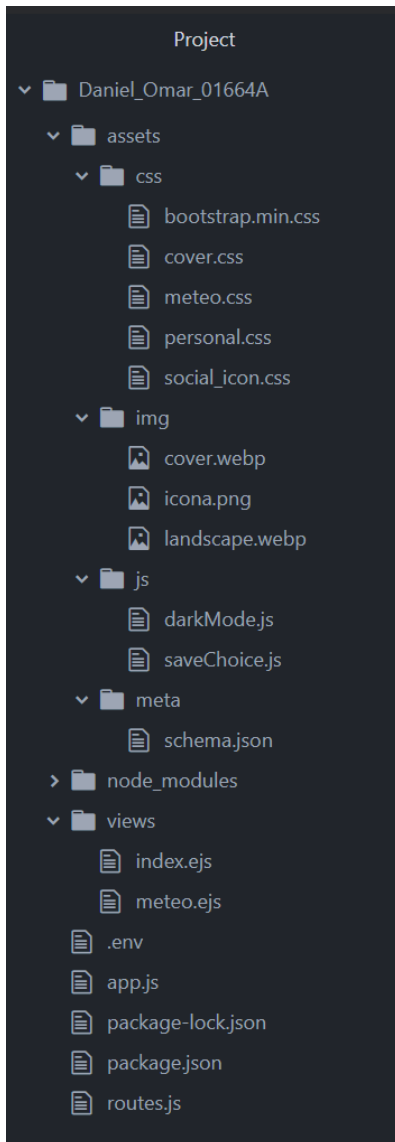 Project
Daniel_Omar_01664A
assets
css
bootstrap.min.css
cover.css
meteo.css
personal.css
social_icon.css
img
cover.webp
icona.png
landscape.webp
js
darkMode.js
saveChoice.js
meta
schema.json
node_modules
views
index.ejs
meteo.ejs
.env
app.js
package-lock.json
package.json
routes.js